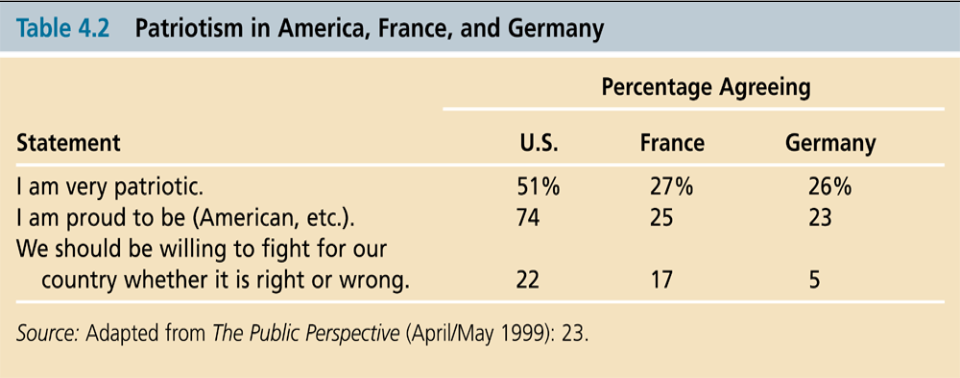 Table 4.2 Patriotism in America, France, and Germany
Percentage Agreeing
Statement U.S. France Germany
I am very patriotic. 51% 27% 26%
I am proud to be (American, etc.). 74 25 23
We should be willing to fight for our
country whether it is right or wrong. 22 17 5
Source: Adapted from The Public Perspective (April/May 1999): 23.